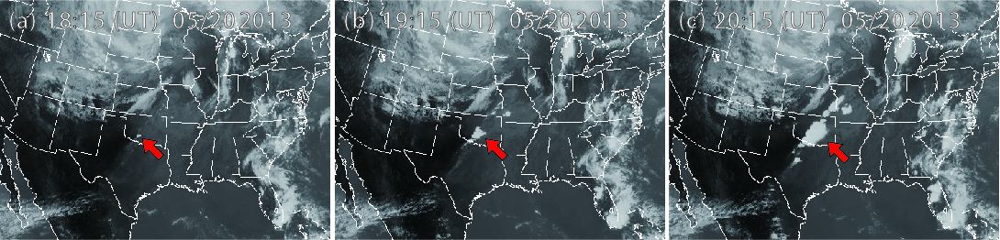 (a) 18:15 (UT) 05/20.2013
(b) 19:15 (UT) 05/20.2013
(c) 20:15 (UT) 05/20.2013